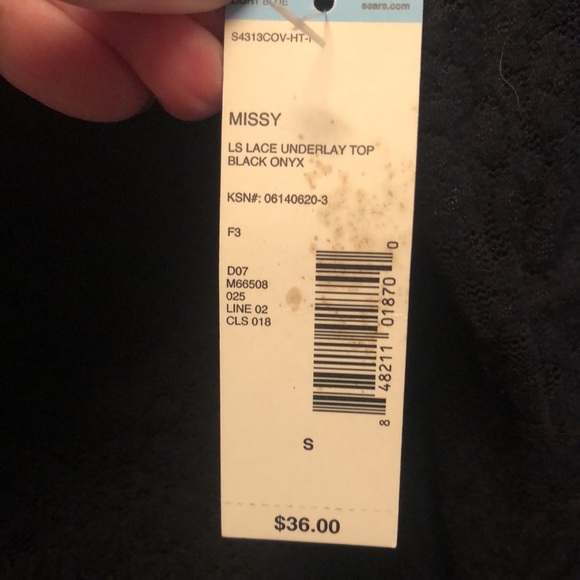 sears.com
S4313COV-HT-
MISSY
LS LACE UNDERLAY TOP
BLACK ONYX
KSN#: 06140620-3
F3
D07
M66508
025
LINE 02
CLS 018
8 48211 01870 0
S
$36.00